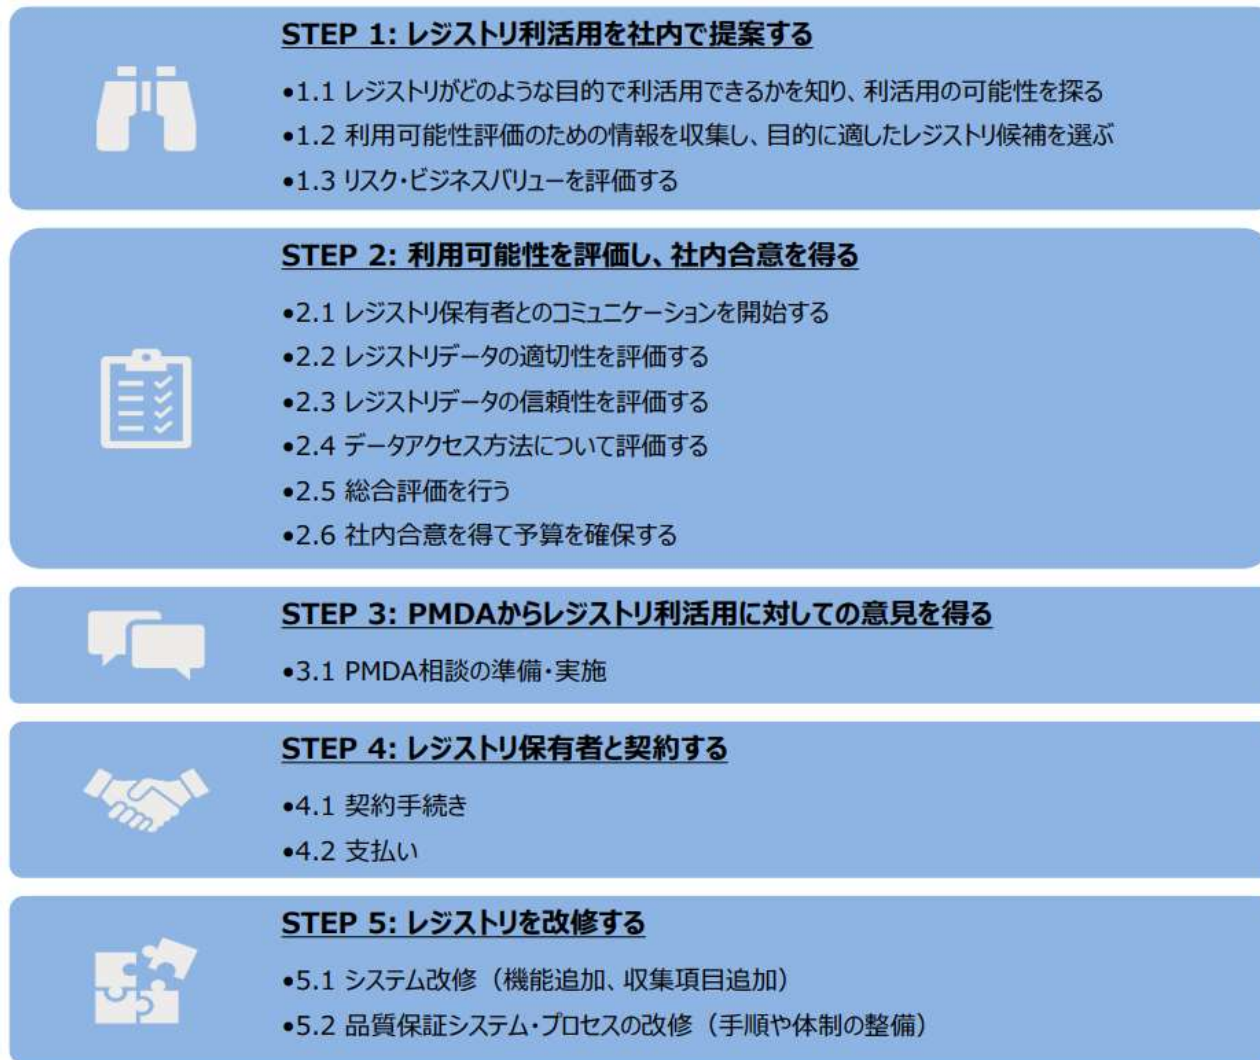 STEP 1: レジストリ利活用を社内で提案する
•1.1 レジストリがどのような目的で利活用できるかを知り、利活用の可能性を探る
•1.2 利用可能性評価のための情報を収集し、目的に適したレジストリ候補を選ぶ
•1.3 リスク・ビジネスバリューを評価する
STEP 2: 利用可能性を評価し、社内合意を得る
•2.1 レジストリ保有者とのコミュニケーションを開始する
•2.2 レジストリデータの適切性を評価する
•2.3 レジストリデータの信頼性を評価する
•2.4 データアクセス方法について評価する
•2.5 総合評価を行う
•2.6 社内合意を得て予算を確保する
STEP 3: PMDAからレジストリ利活用に対しての意見を得る
•3.1 PMDA相談の準備・実施
STEP 4: レジストリ保有者と契約する
•4.1 契約手続き
•4.2 支払い
STEP 5: レジストリを改修する
•5.1 システム改修（機能追加、収集項目追加）
•5.2 品質保証システム・プロセスの改修（手順や体制の整備）